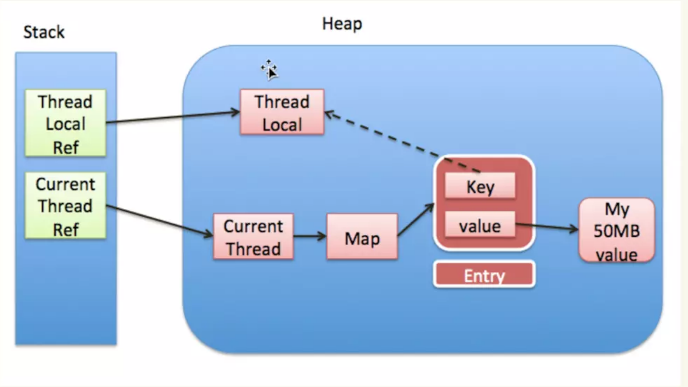 Stack
Heap
Thread
Local
Ref
Thread
Local
Current
Thread
Ref
Key
Current
Thread
Map
value
My
50MB
value
Entry